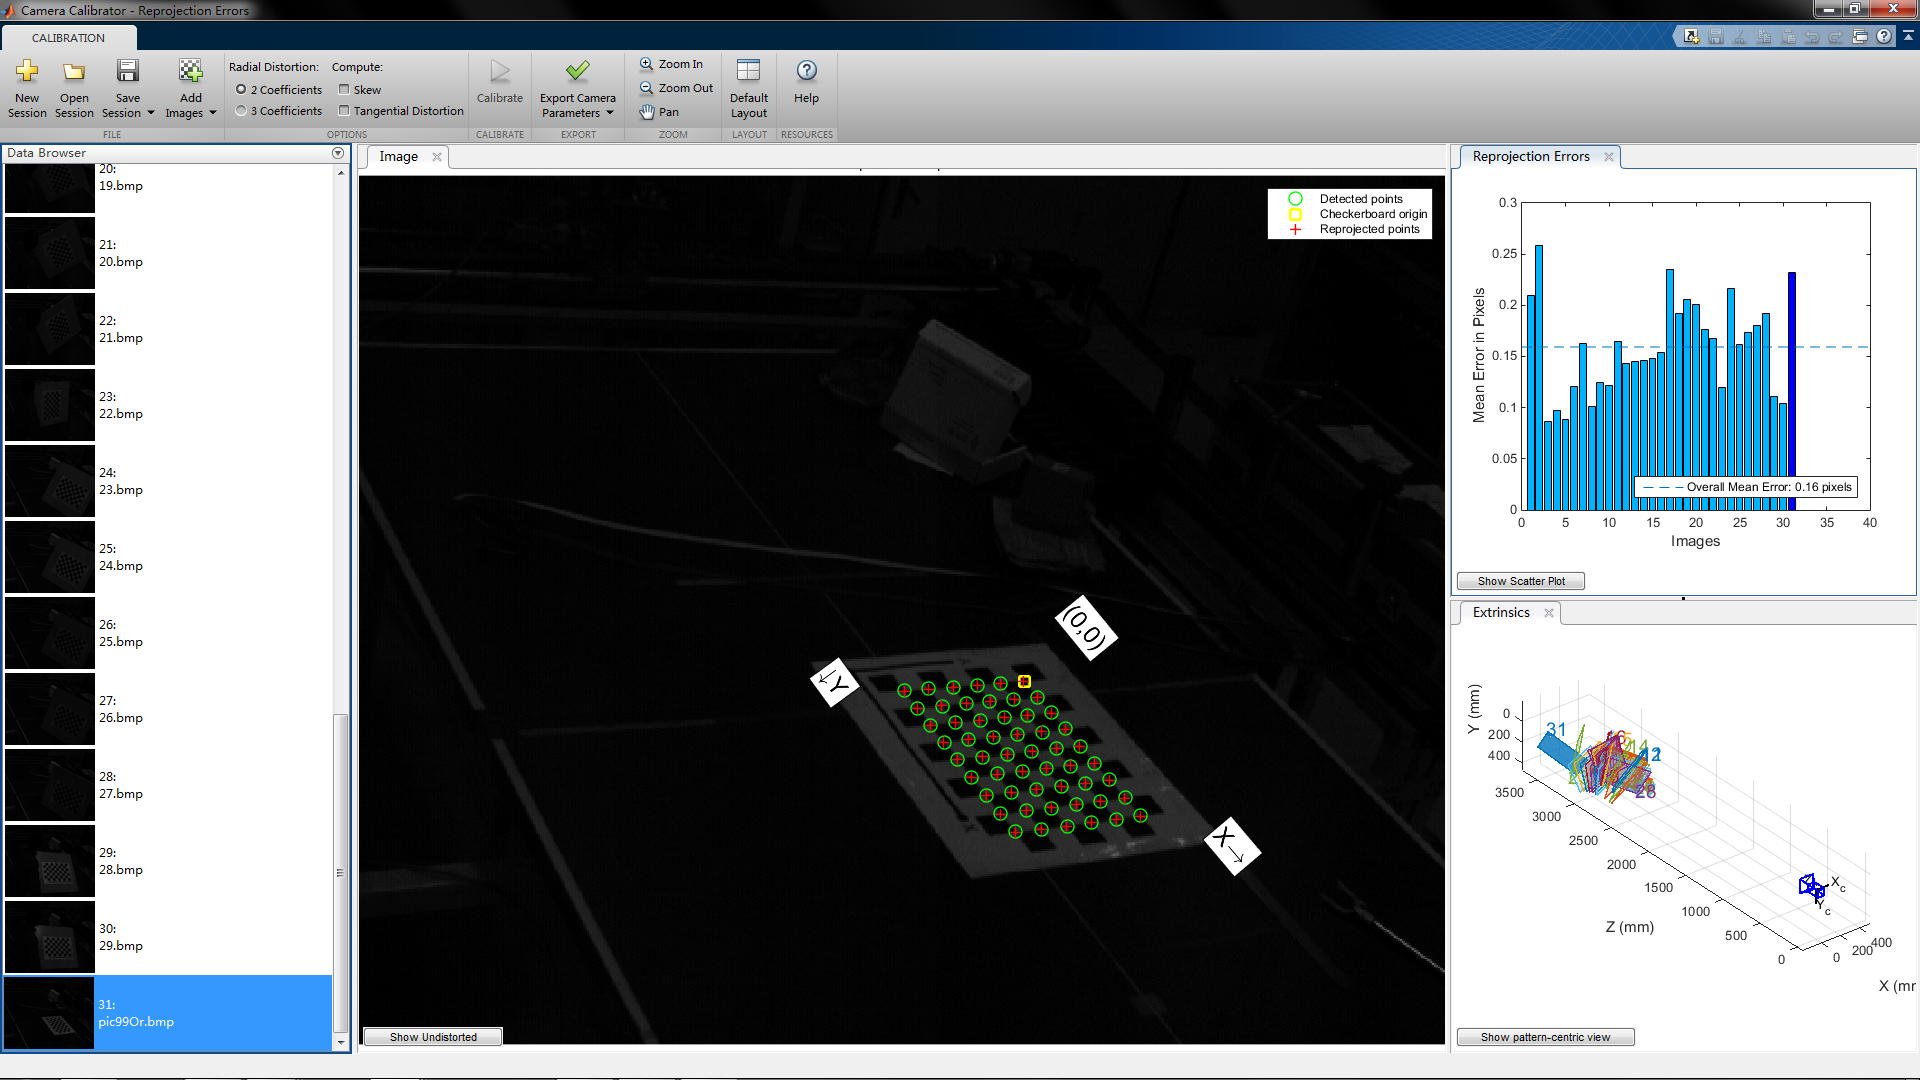 Camera Calibrator - Reprojection Errors
CALIBRATION
New Session
Open Session
Save Session
Add Images
FILE
Radial Distortion:
2 Coefficients
3 Coefficients
Compute:
Skew
Tangential Distortion
OPTIONS
Calibrate
CALIBRATE
Export Camera Parameters
EXPORT
Zoom In
Zoom Out
Pan
ZOOM
Default Layout
LAYOUT
Help
RESOURCES
Data Browser
20:
19.bmp
21:
20.bmp
22:
21.bmp
23:
22.bmp
24:
23.bmp
25:
24.bmp
26:
25.bmp
27:
26.bmp
28:
27.bmp
29:
28.bmp
30:
29.bmp
31:
pic99Or.bmp
Image
Detected points
Checkerboard origin
Reprojected points
(0,0)
←Y
X→
Show Undistorted
Reprojection Errors
0.3
0.25
0.2
0.15
0.1
0.05
0
Mean Error in Pixels
Overall Mean Error: 0.16 pixels
0 5 10 15 20 25 30 35 40
Images
Show Scatter Plot
Extrinsics
Y (mm)
0
200
400
31
3500
3000
2500
2000
1500
1000
500
0
Z (mm)
Xc
Yc
0
200
400
X (mr
Show pattern-centric view